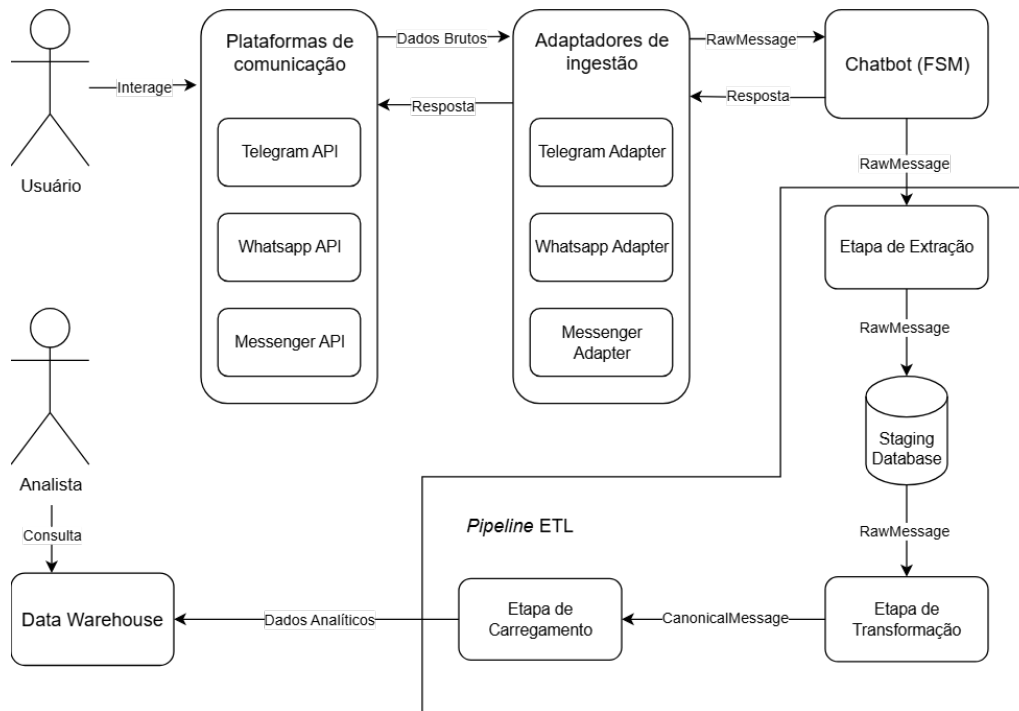 Plataformas de
comunicação
Dados Brutos
Adaptadores de
ingestão
RawMessage
Chatbot (FSM)
Interage
Resposta
Resposta
Telegram API
Telegram Adapter
RawMessage
Usuário
Whatsapp API
Whatsapp Adapter
Etapa de Extração
Messenger API
Messenger
Adapter
RawMessage
Staging
Database
Analista
Consulta
Pipeline ETL
RawMessage
Data Warehouse
Dados Analíticos
Etapa de
Carregamento
CanonicalMessage
Etapa de
Transformação